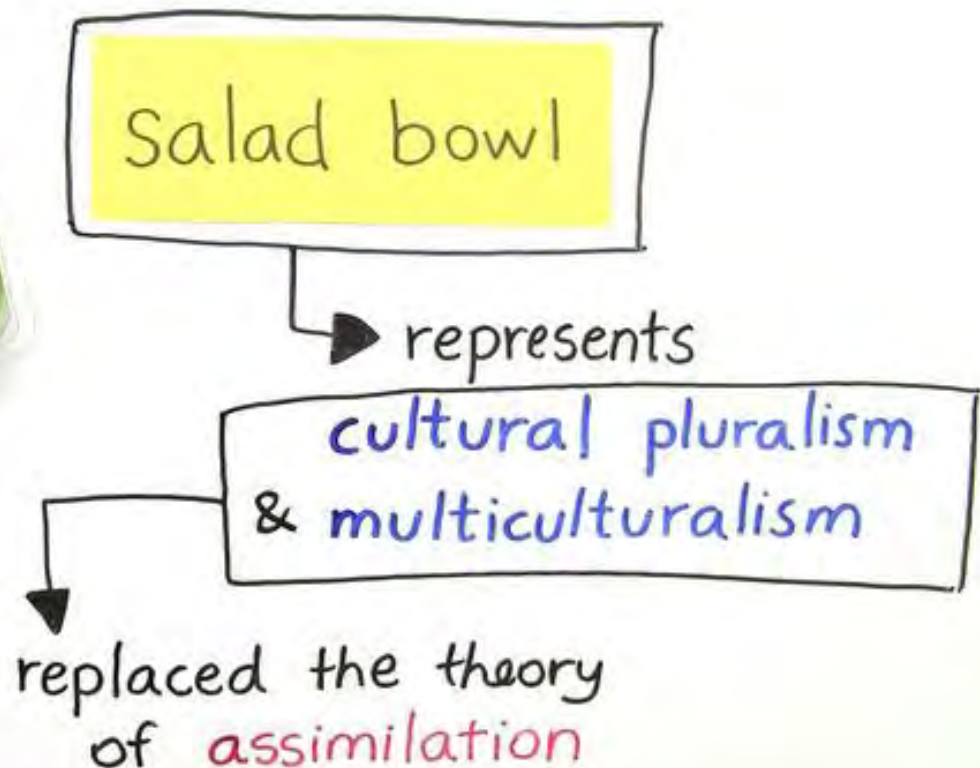 salad bowl
represents
cultural pluralism
& multiculturalism
replaced the theory
of assimilation